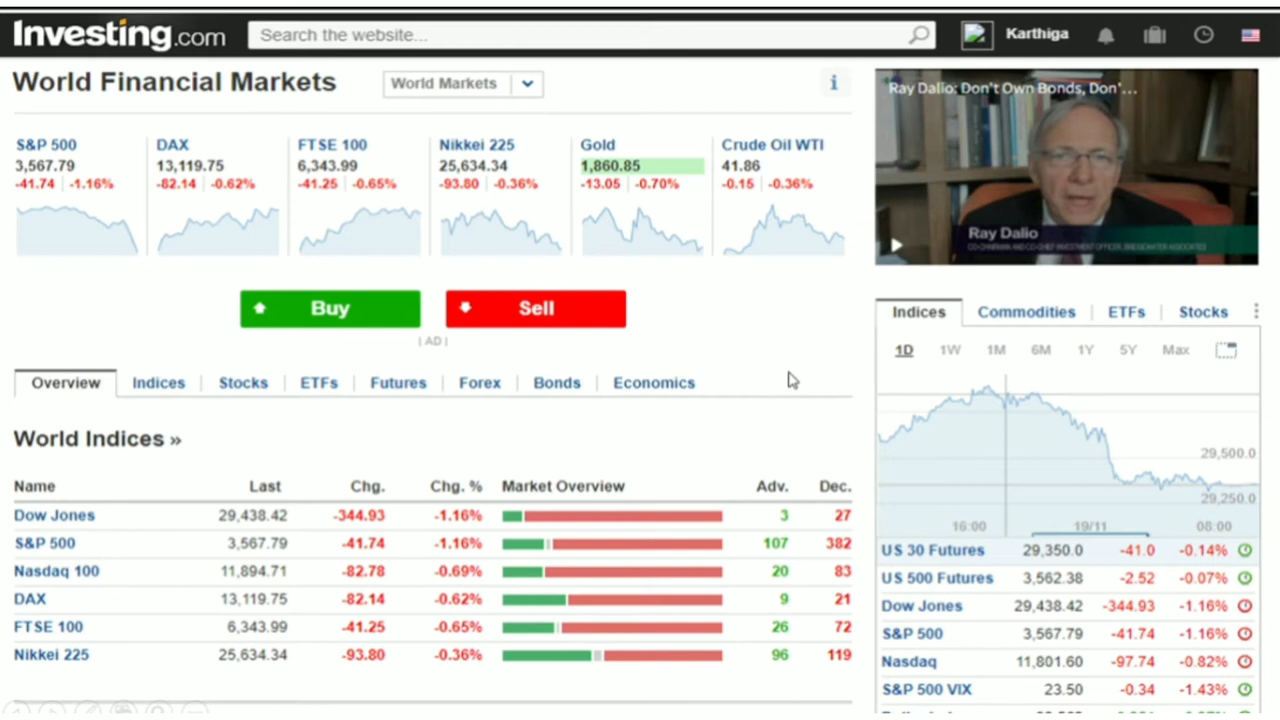 Investing.com
Search the website...
Karthiga
World Financial Markets
World Markets
S&P 500
3,567.79
-41.74 -1.16%
DAX
13,119.75
-82.14 -0.62%
FTSE 100
6,343.99
-41.25 -0.65%
Nikkei 225
25,634.34
-93.80 -0.36%
Gold
1,860.85
-13.05 -0.70%
Crude Oil WTI
41.86
-0.15 -0.36%
Buy
Sell
| AD |
Overview Indices Stocks ETFs Futures Forex Bonds Economics
World Indices »
Name Last Chg. Chg. % Market Overview Adv. Dec.
Dow Jones 29,438.42 -344.93 -1.16% 3 27
S&P 500 3,567.79 -41.74 -1.16% 107 382
Nasdaq 100 11,894.71 -82.78 -0.69% 20 83
DAX 13,119.75 -82.14 -0.62% 9 21
FTSE 100 6,343.99 -41.25 -0.65% 26 72
Nikkei 225 25,634.34 -93.80 -0.36% 96 119
Ray Dalio: Don't Own Bonds, Don'...
Ray Dalio
CO-CHAIRMAN AND CO-CHIEF INVESTMENT OFFICER, BRIDGEWATER ASSOCIATES
Indices Commodities ETFs Stocks
1D 1W 1M 6M 1Y 5Y Max
29,500.0
29,250.0
16:00 19/11 08:00
US 30 Futures 29,350.0 -41.0 -0.14%
US 500 Futures 3,562.38 -2.52 -0.07%
Dow Jones 29,438.42 -344.93 -1.16%
S&P 500 3,567.79 -41.74 -1.16%
Nasdaq 11,801.60 -97.74 -0.82%
S&P 500 VIX 23.50 -0.34 -1.43%